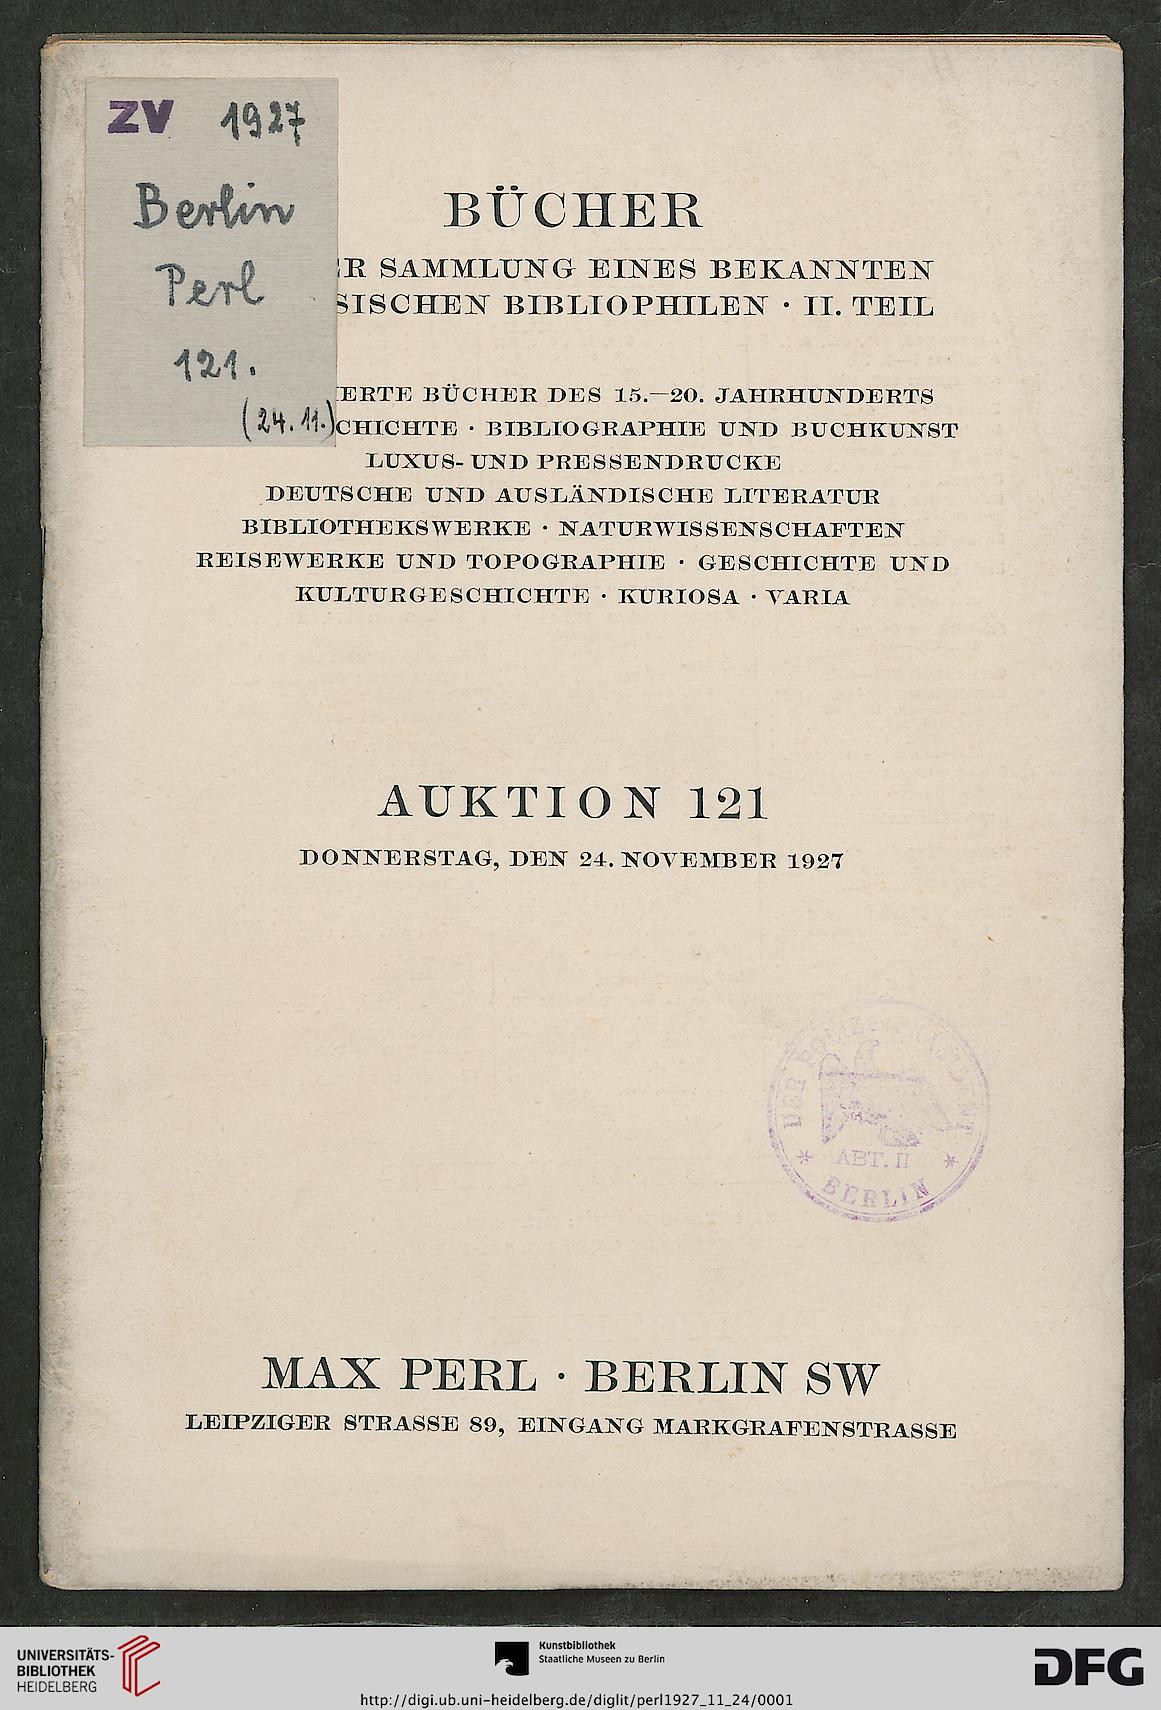 ZV 1927
Berlin
Perl
121.
(24.11.)
BÜCHER
ER SAMMLUNG EINES BEKANNTEN
SISCHEN BIBLIOPHILEN · II. TEIL
IERTE BÜCHER DES 15.—20. JAHRHUNDERTS
CHICHTE · BIBLIOGRAPHIE UND BUCHKUNST
LUXUS- UND PRESSENDRUCKE
DEUTSCHE UND AUSLÄNDISCHE LITERATUR
BIBLIOTHEKSWERKE · NATURWISSENSCHAFTEN
REISEWERKE UND TOPOGRAPHIE · GESCHICHTE UND
KULTURGESCHICHTE · KURIOSA · VARIA
AUKTION 121
DONNERSTAG, DEN 24. NOVEMBER 1927
DER
ABT. II
BERLIN
MAX PERL · BERLIN SW
LEIPZIGER STRASSE 89, EINGANG MARKGRAFENSTRASSE
UNIVERSITÄTS-
BIBLIOTHEK
HEIDELBERG
Kunstbibliothek
Staatliche Museen zu Berlin
DFG
http://digi.ub.uni-heidelberg.de/diglit/perl1927_11_24/0001